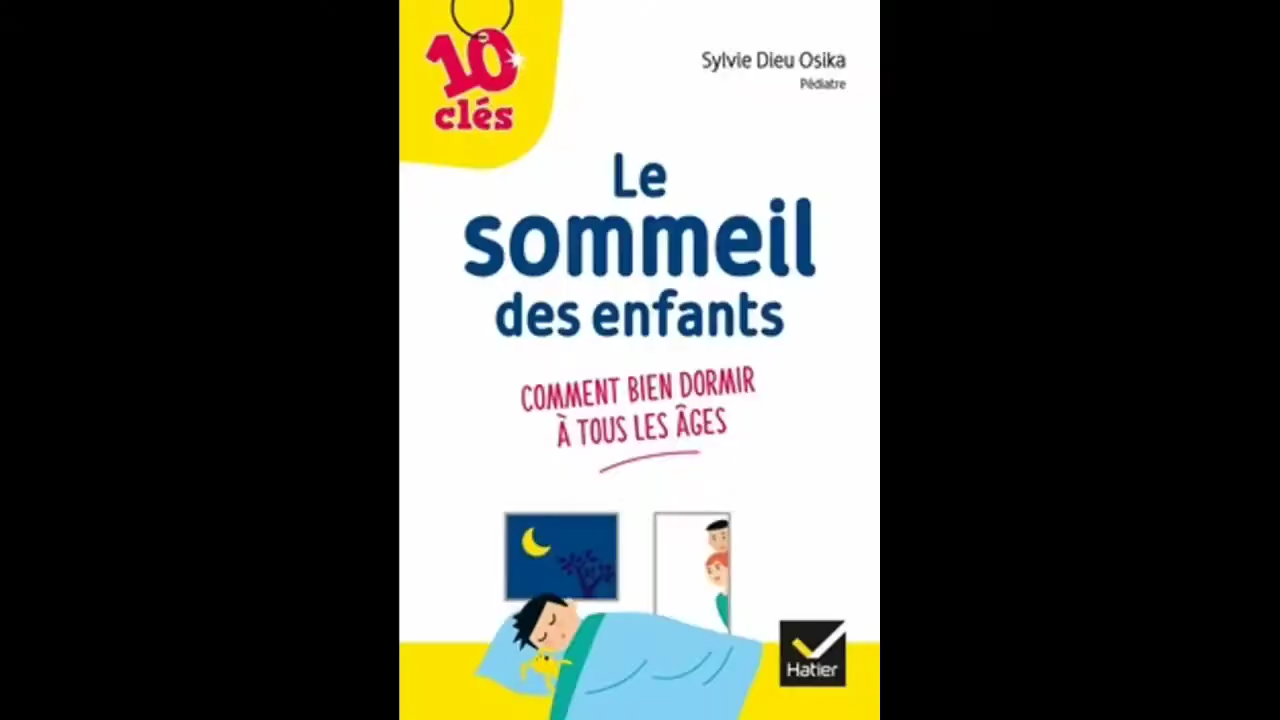 10
clés
Sylvie Dieu Osika
Pédiatre
Le
sommeil
des enfants
COMMENT BIEN DORMIR
À TOUS LES ÂGES
Hatier